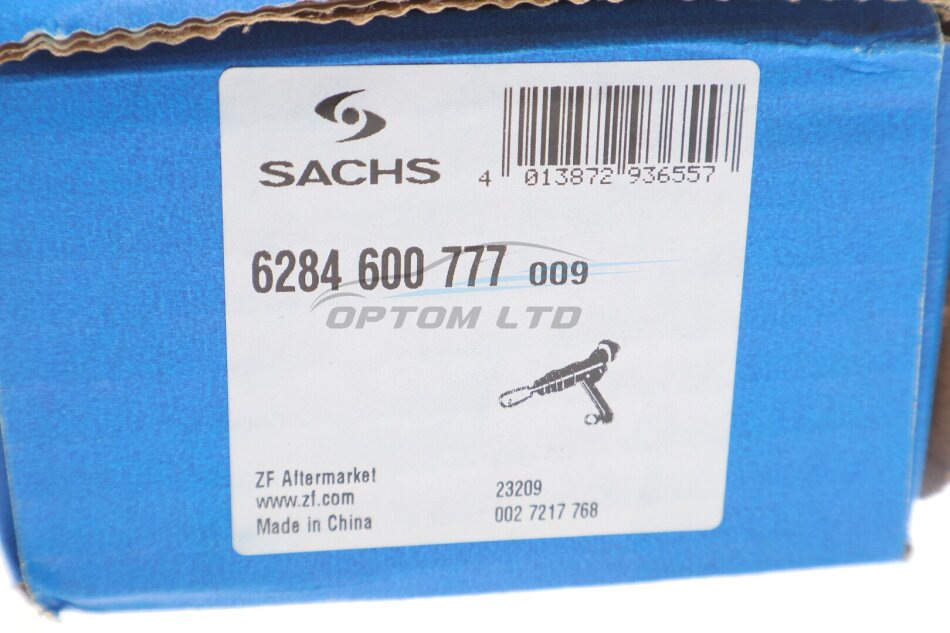 SACHS
4 013872 936557
6284 600 777 009
OPTOM LTD
ZF Aftermarket
www.zf.com
Made in China
23209
002 7217 768